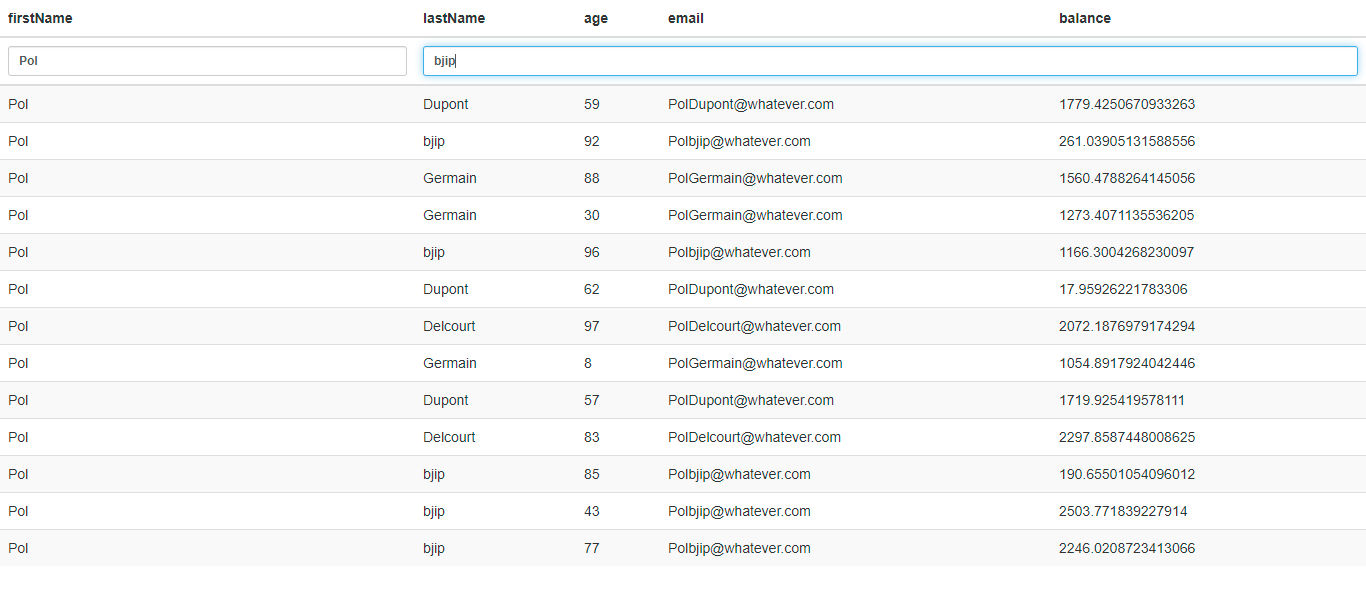 firstName lastName age email balance
Pol bjip
Pol Dupont 59 PolDupont@whatever.com 1779.4250670933263
Pol bjip 92 Polbjip@whatever.com 261.03905131588556
Pol Germain 88 PolGermain@whatever.com 1560.4788264145056
Pol Germain 30 PolGermain@whatever.com 1273.4071135536205
Pol bjip 96 Polbjip@whatever.com 1166.3004268230097
Pol Dupont 62 PolDupont@whatever.com 17.95926221783306
Pol Delcourt 97 PolDelcourt@whatever.com 2072.1876979174294
Pol Germain 8 PolGermain@whatever.com 1054.8917924042446
Pol Dupont 57 PolDupont@whatever.com 1719.925419578111
Pol Delcourt 83 PolDelcourt@whatever.com 2297.8587448008625
Pol bjip 85 Polbjip@whatever.com 190.65501054096012
Pol bjip 43 Polbjip@whatever.com 2503.771839227914
Pol bjip 77 Polbjip@whatever.com 2246.0208723413066